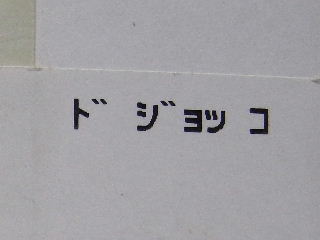 ﾄﾞ ｼﾞｮｯ ｺ